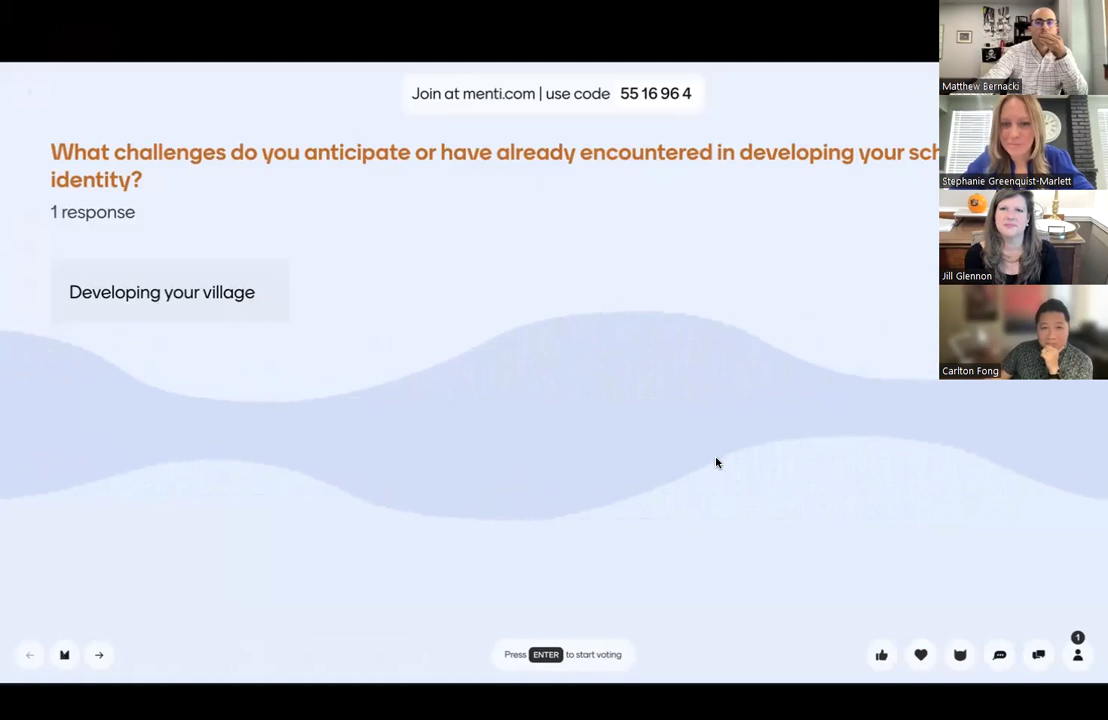 Join at menti.com | use code 55 16 96 4
What challenges do you anticipate or have already encountered in developing your sch
identity?
1 response
Developing your village
Matthew Bernacki
Stephanie Greenquist-Marlett
Jill Glennon
Carlton Fong
Press ENTER to start voting
1